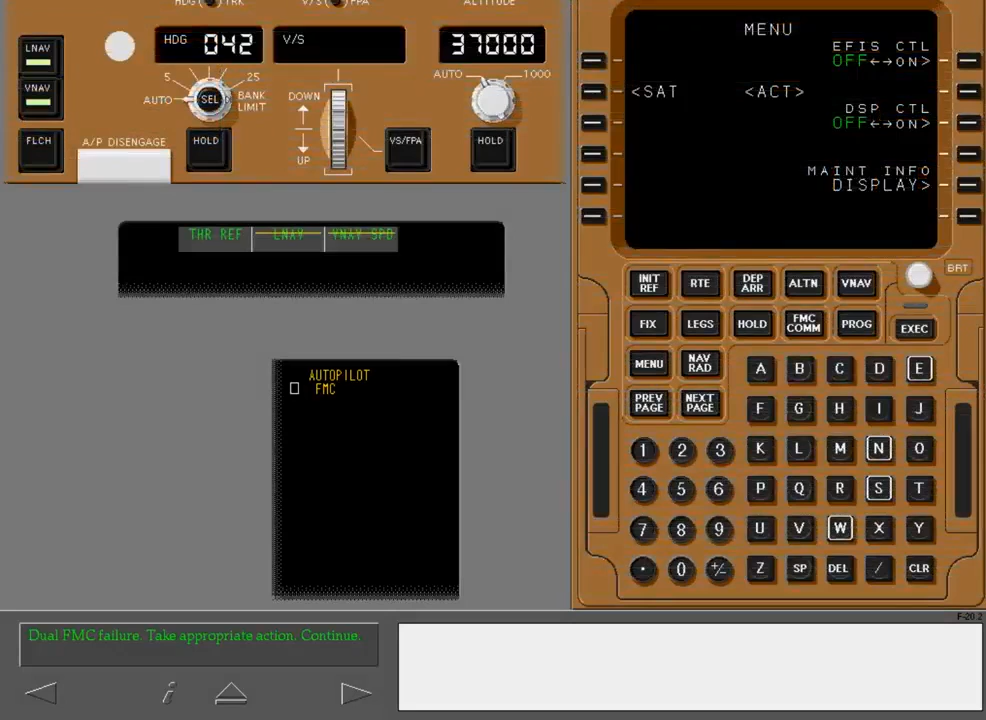 HDG TRK
V/S FPA
ALTITUDE
LNAV
VNAV
FLCH
HDG 042
V/S
37000
5 25
AUTO SEL BANK LIMIT
HOLD
A/P DISENGAGE
DOWN
UP
VS/FPA
AUTO 1000
HOLD
THR REF LNAV VNAV SPD
AUTOPILOT
□ FMC
MENU
EFIS CTL
OFF←→ON>
<SAT <ACT>
DSP CTL
OFF←→ON>
MAINT INFO
DISPLAY>
BRT
INIT REF RTE DEP ARR ALTN VNAV
FIX LEGS HOLD FMC COMM PROG EXEC
MENU NAV RAD
PREV PAGE NEXT PAGE
A B C D E
F G H I J
1 2 3 K L M N O
4 5 6 P Q R S T
7 8 9 U V W X Y
. 0 +/- Z SP DEL / CLR
F-20.2
Dual FMC failure. Take appropriate action. Continue.
i